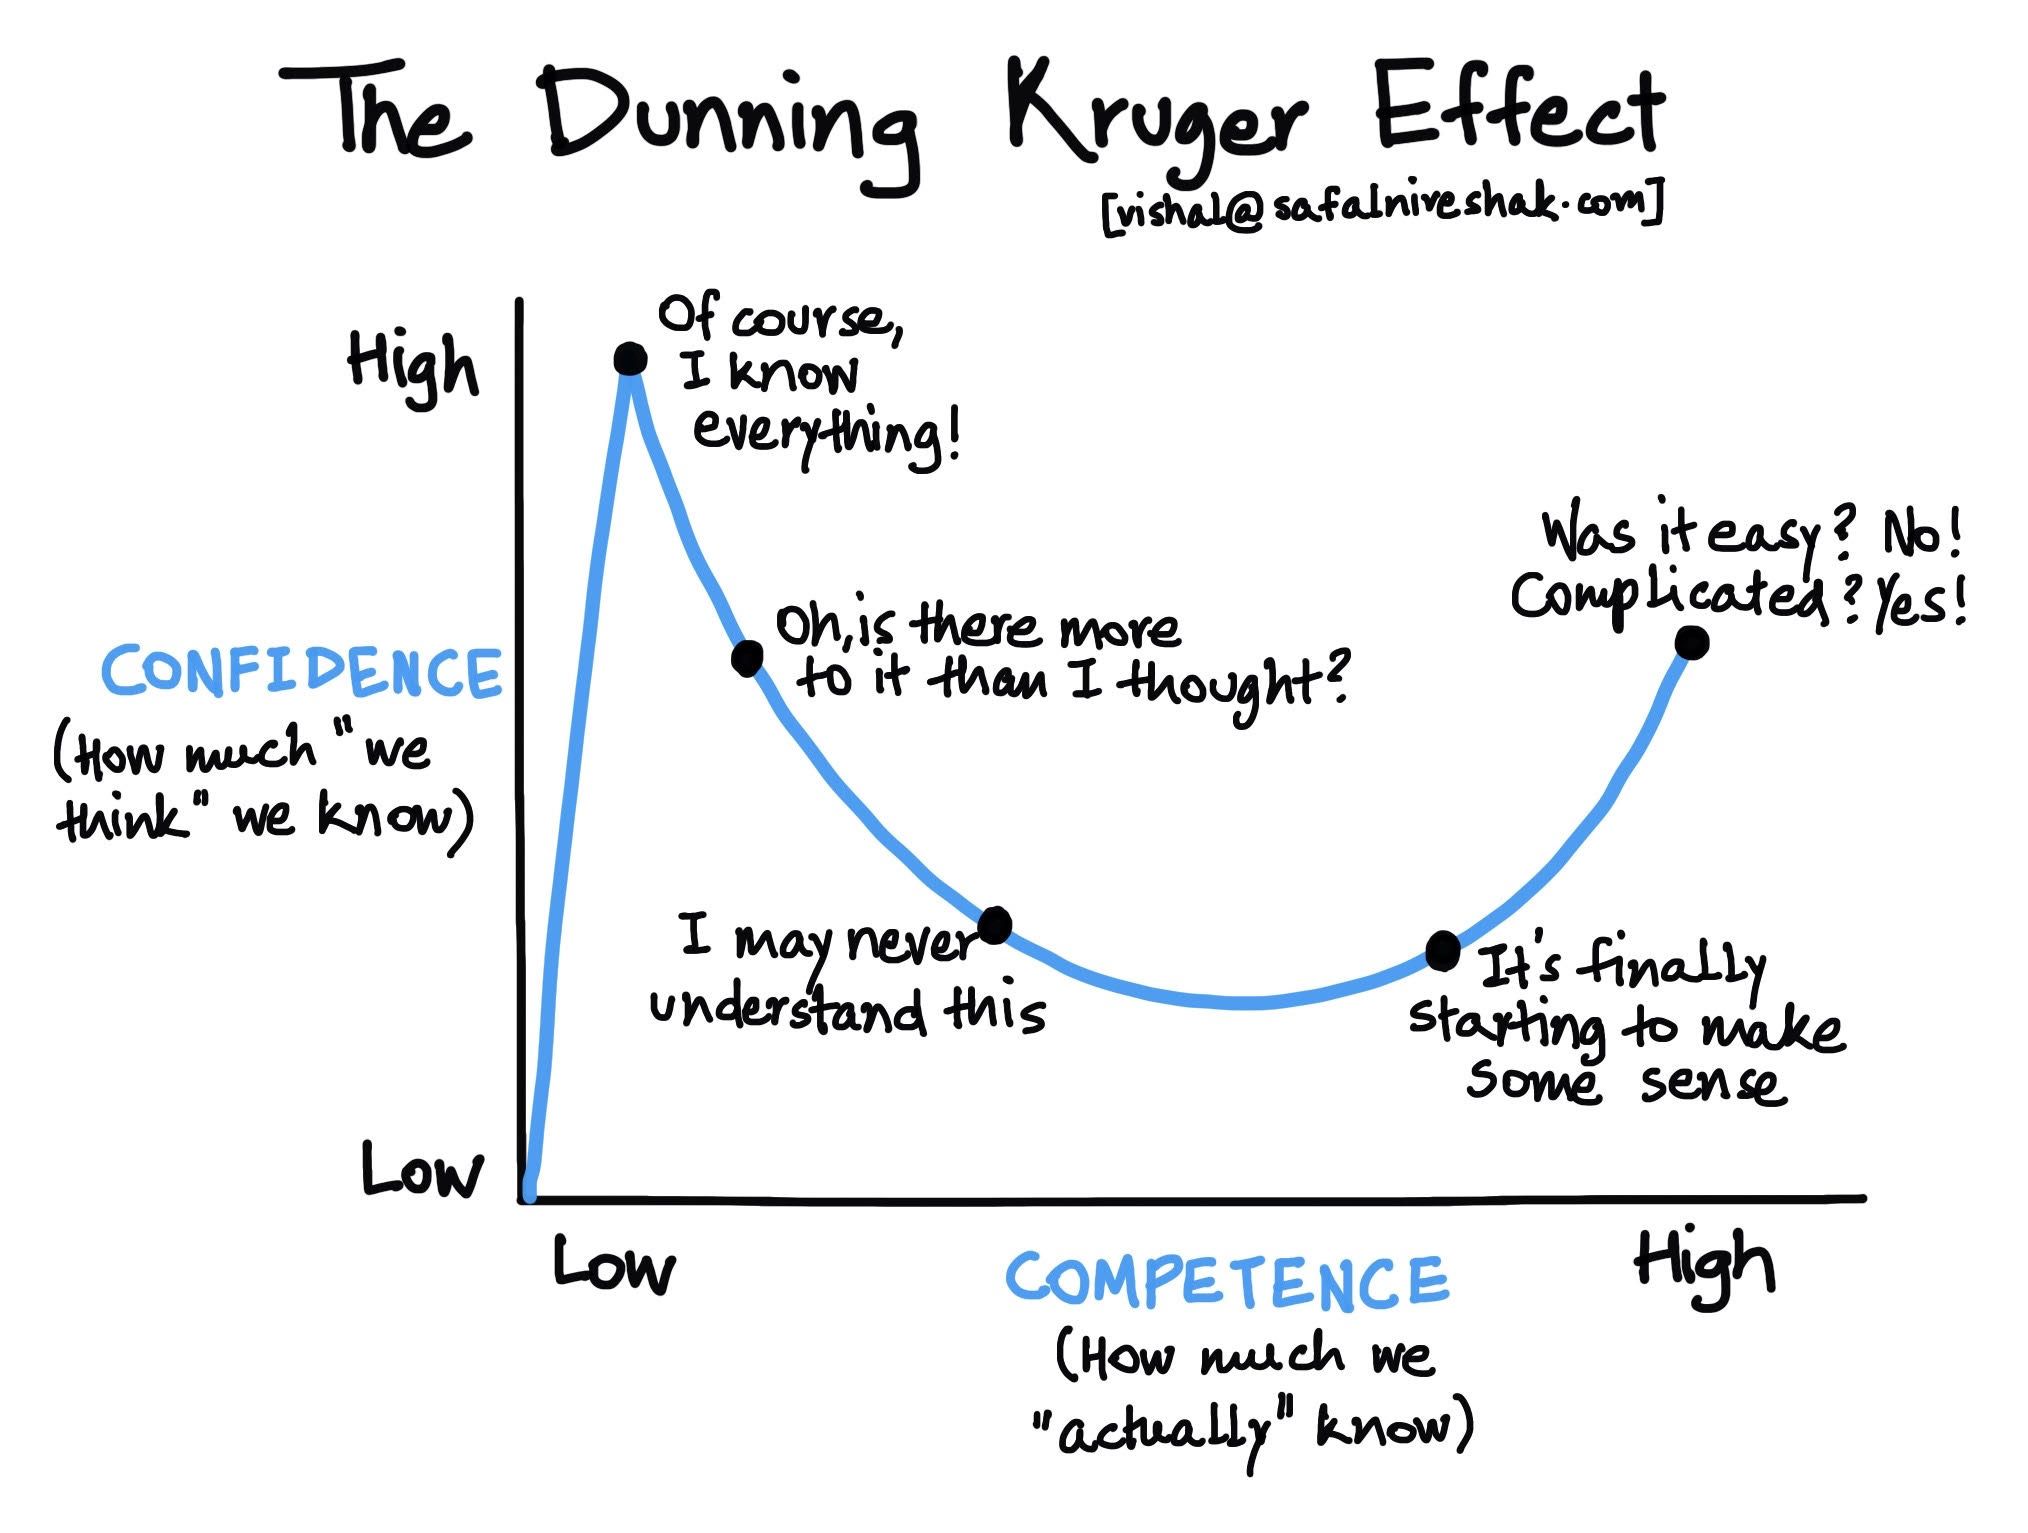 The Dunning Kruger Effect
[vishal@safalniveshak.com]
High
Of course,
I know
everything!
Was it easy? No!
Complicated? Yes!
Oh, is there more
to it than I thought?
CONFIDENCE
(How much "we
think" we know)
I may never
understand this
It's finally
starting to make
some sense
Low
Low
High
COMPETENCE
(How much we
"actually" know)